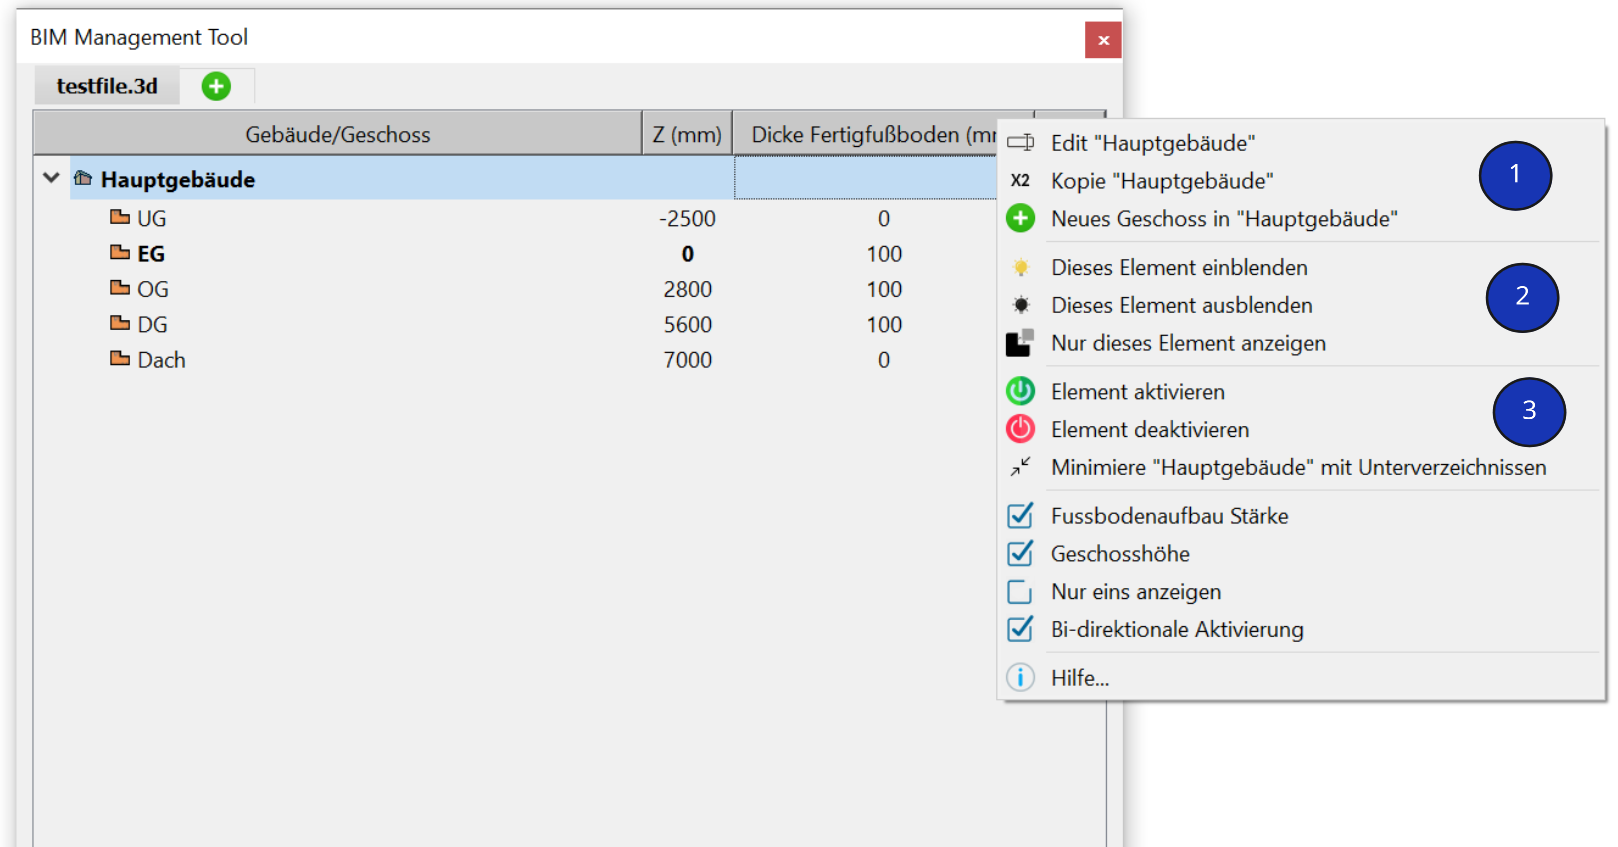 BIM Management Tool
x
testfile.3d
Gebäude/Geschoss Z (mm) Dicke Fertigfußboden (mm
Hauptgebäude
UG -2500 0
EG 0 100
OG 2800 100
DG 5600 100
Dach 7000 0
Edit "Hauptgebäude"
X2 Kopie "Hauptgebäude"
Neues Geschoss in "Hauptgebäude"
1
Dieses Element einblenden
Dieses Element ausblenden
Nur dieses Element anzeigen
2
Element aktivieren
Element deaktivieren
Minimiere "Hauptgebäude" mit Unterverzeichnissen
3
Fussbodenaufbau Stärke
Geschosshöhe
Nur eins anzeigen
Bi-direktionale Aktivierung
i Hilfe...